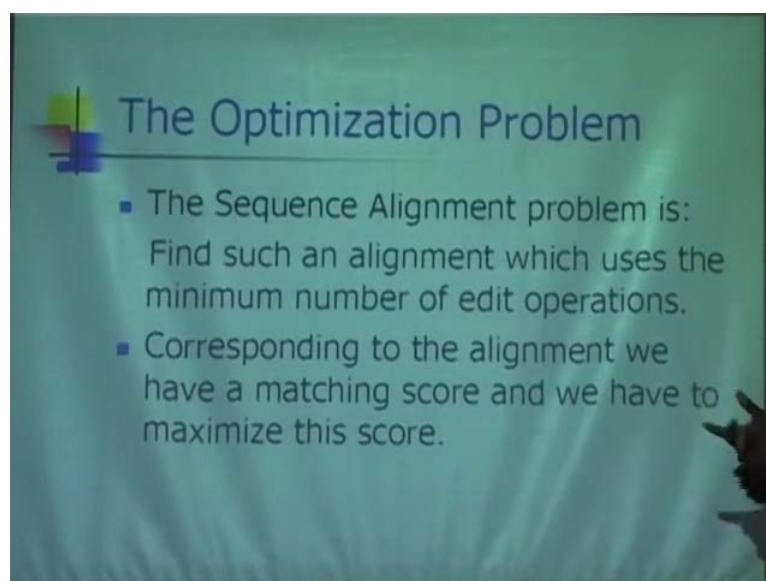 The Optimization Problem
The Sequence Alignment problem is:
Find such an alignment which uses the
minimum number of edit operations.
Corresponding to the alignment we
have a matching score and we have to
maximize this score.